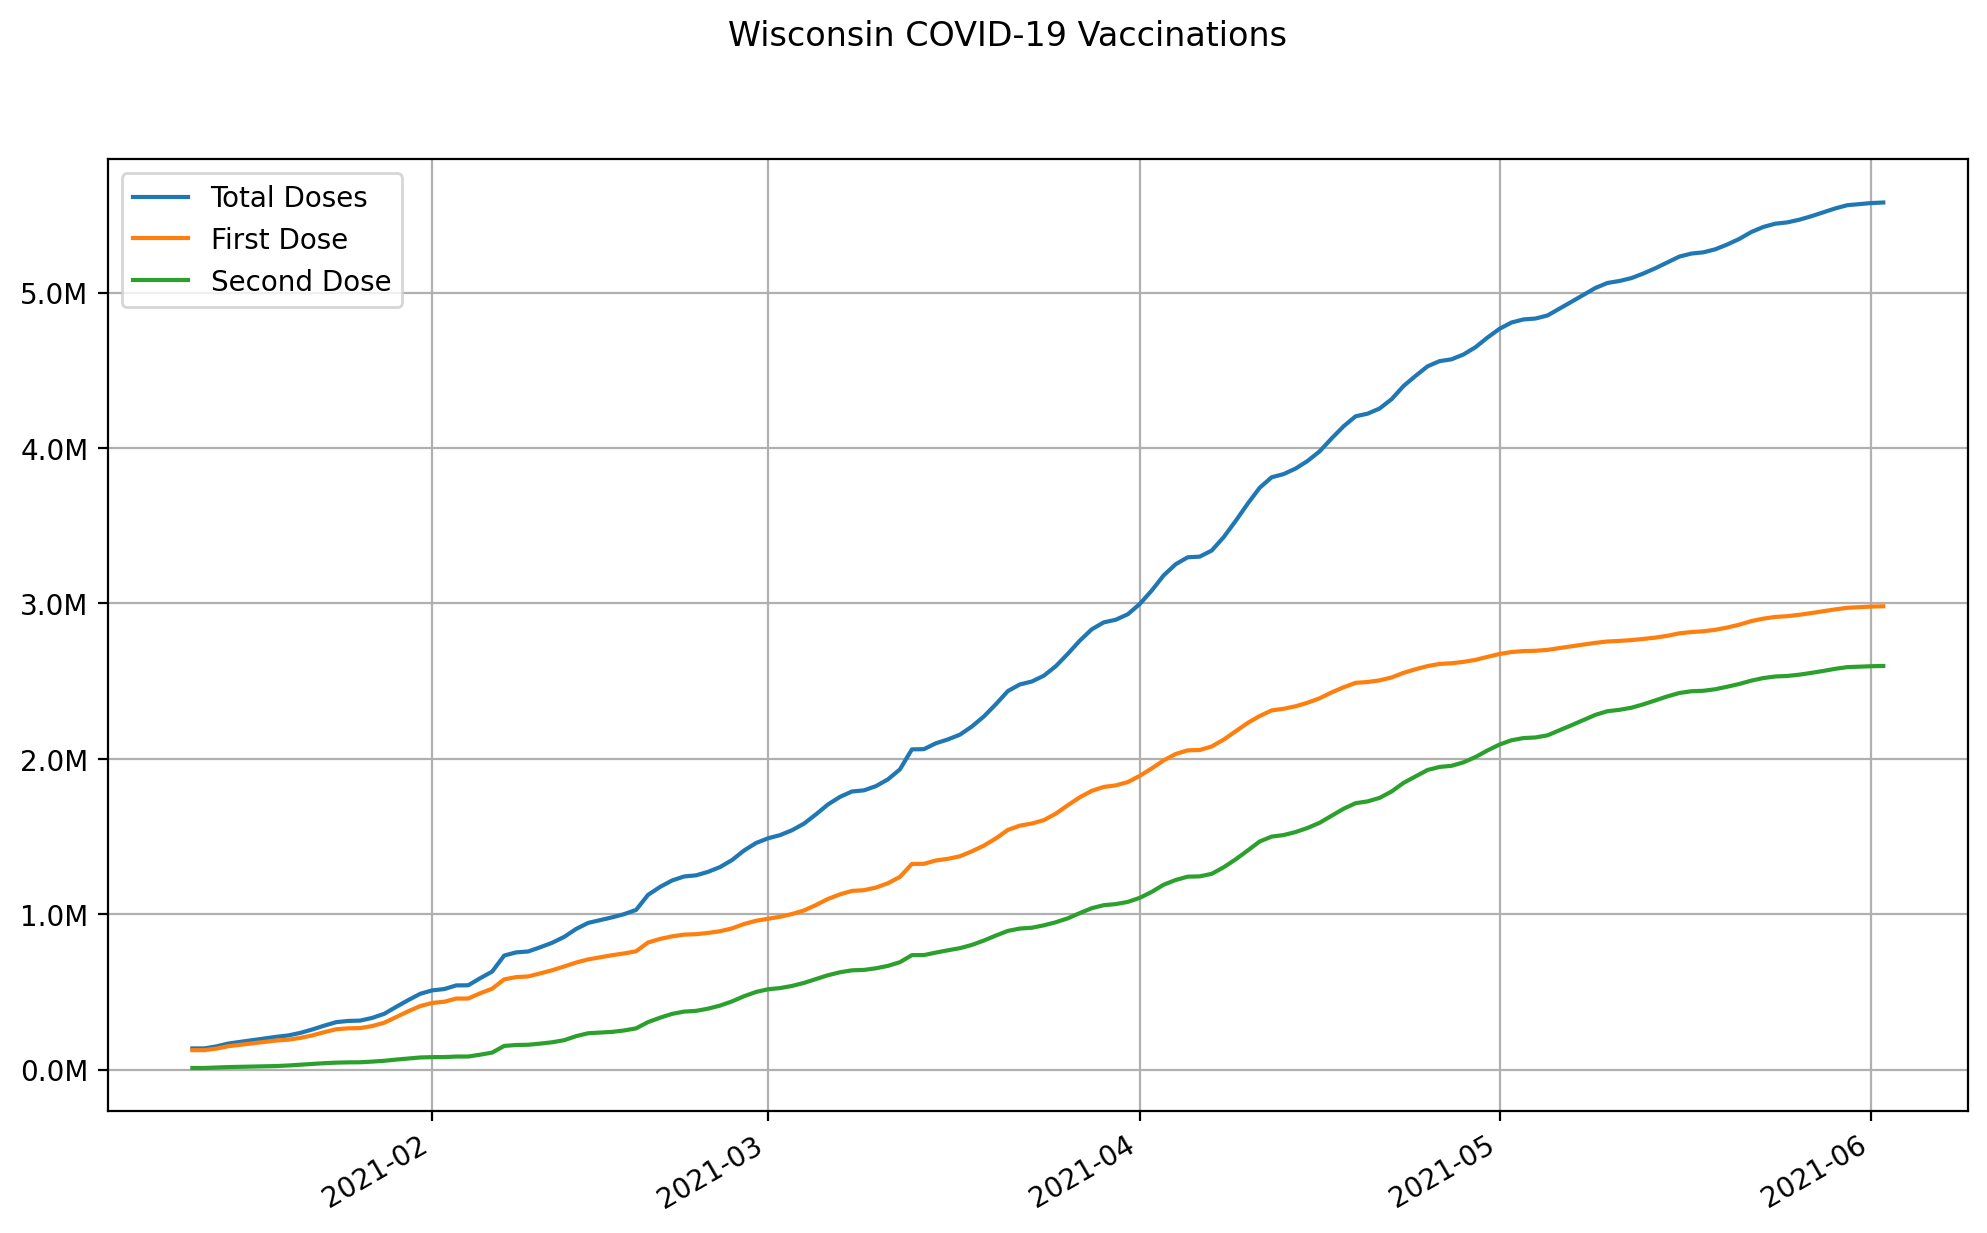 Wisconsin COVID-19 Vaccinations
Total Doses
First Dose
Second Dose
5.0M
4.0M
3.0M
2.0M
1.0M
0.0M
2021-02
2021-03
2021-04
2021-05
2021-06